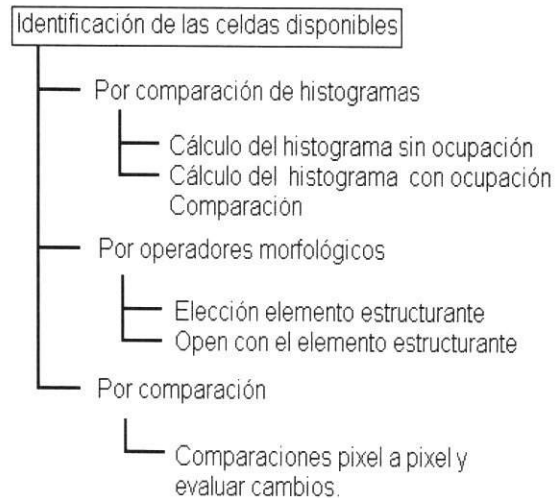 Identificación de las celdas disponibles
Por comparación de histogramas
Cálculo del histograma sin ocupación
Cálculo del histograma con ocupación
Comparación
Por operadores morfológicos
Elección elemento estructurante
Open con el elemento estructurante
Por comparación
Comparaciones pixel a pixel y
evaluar cambios.